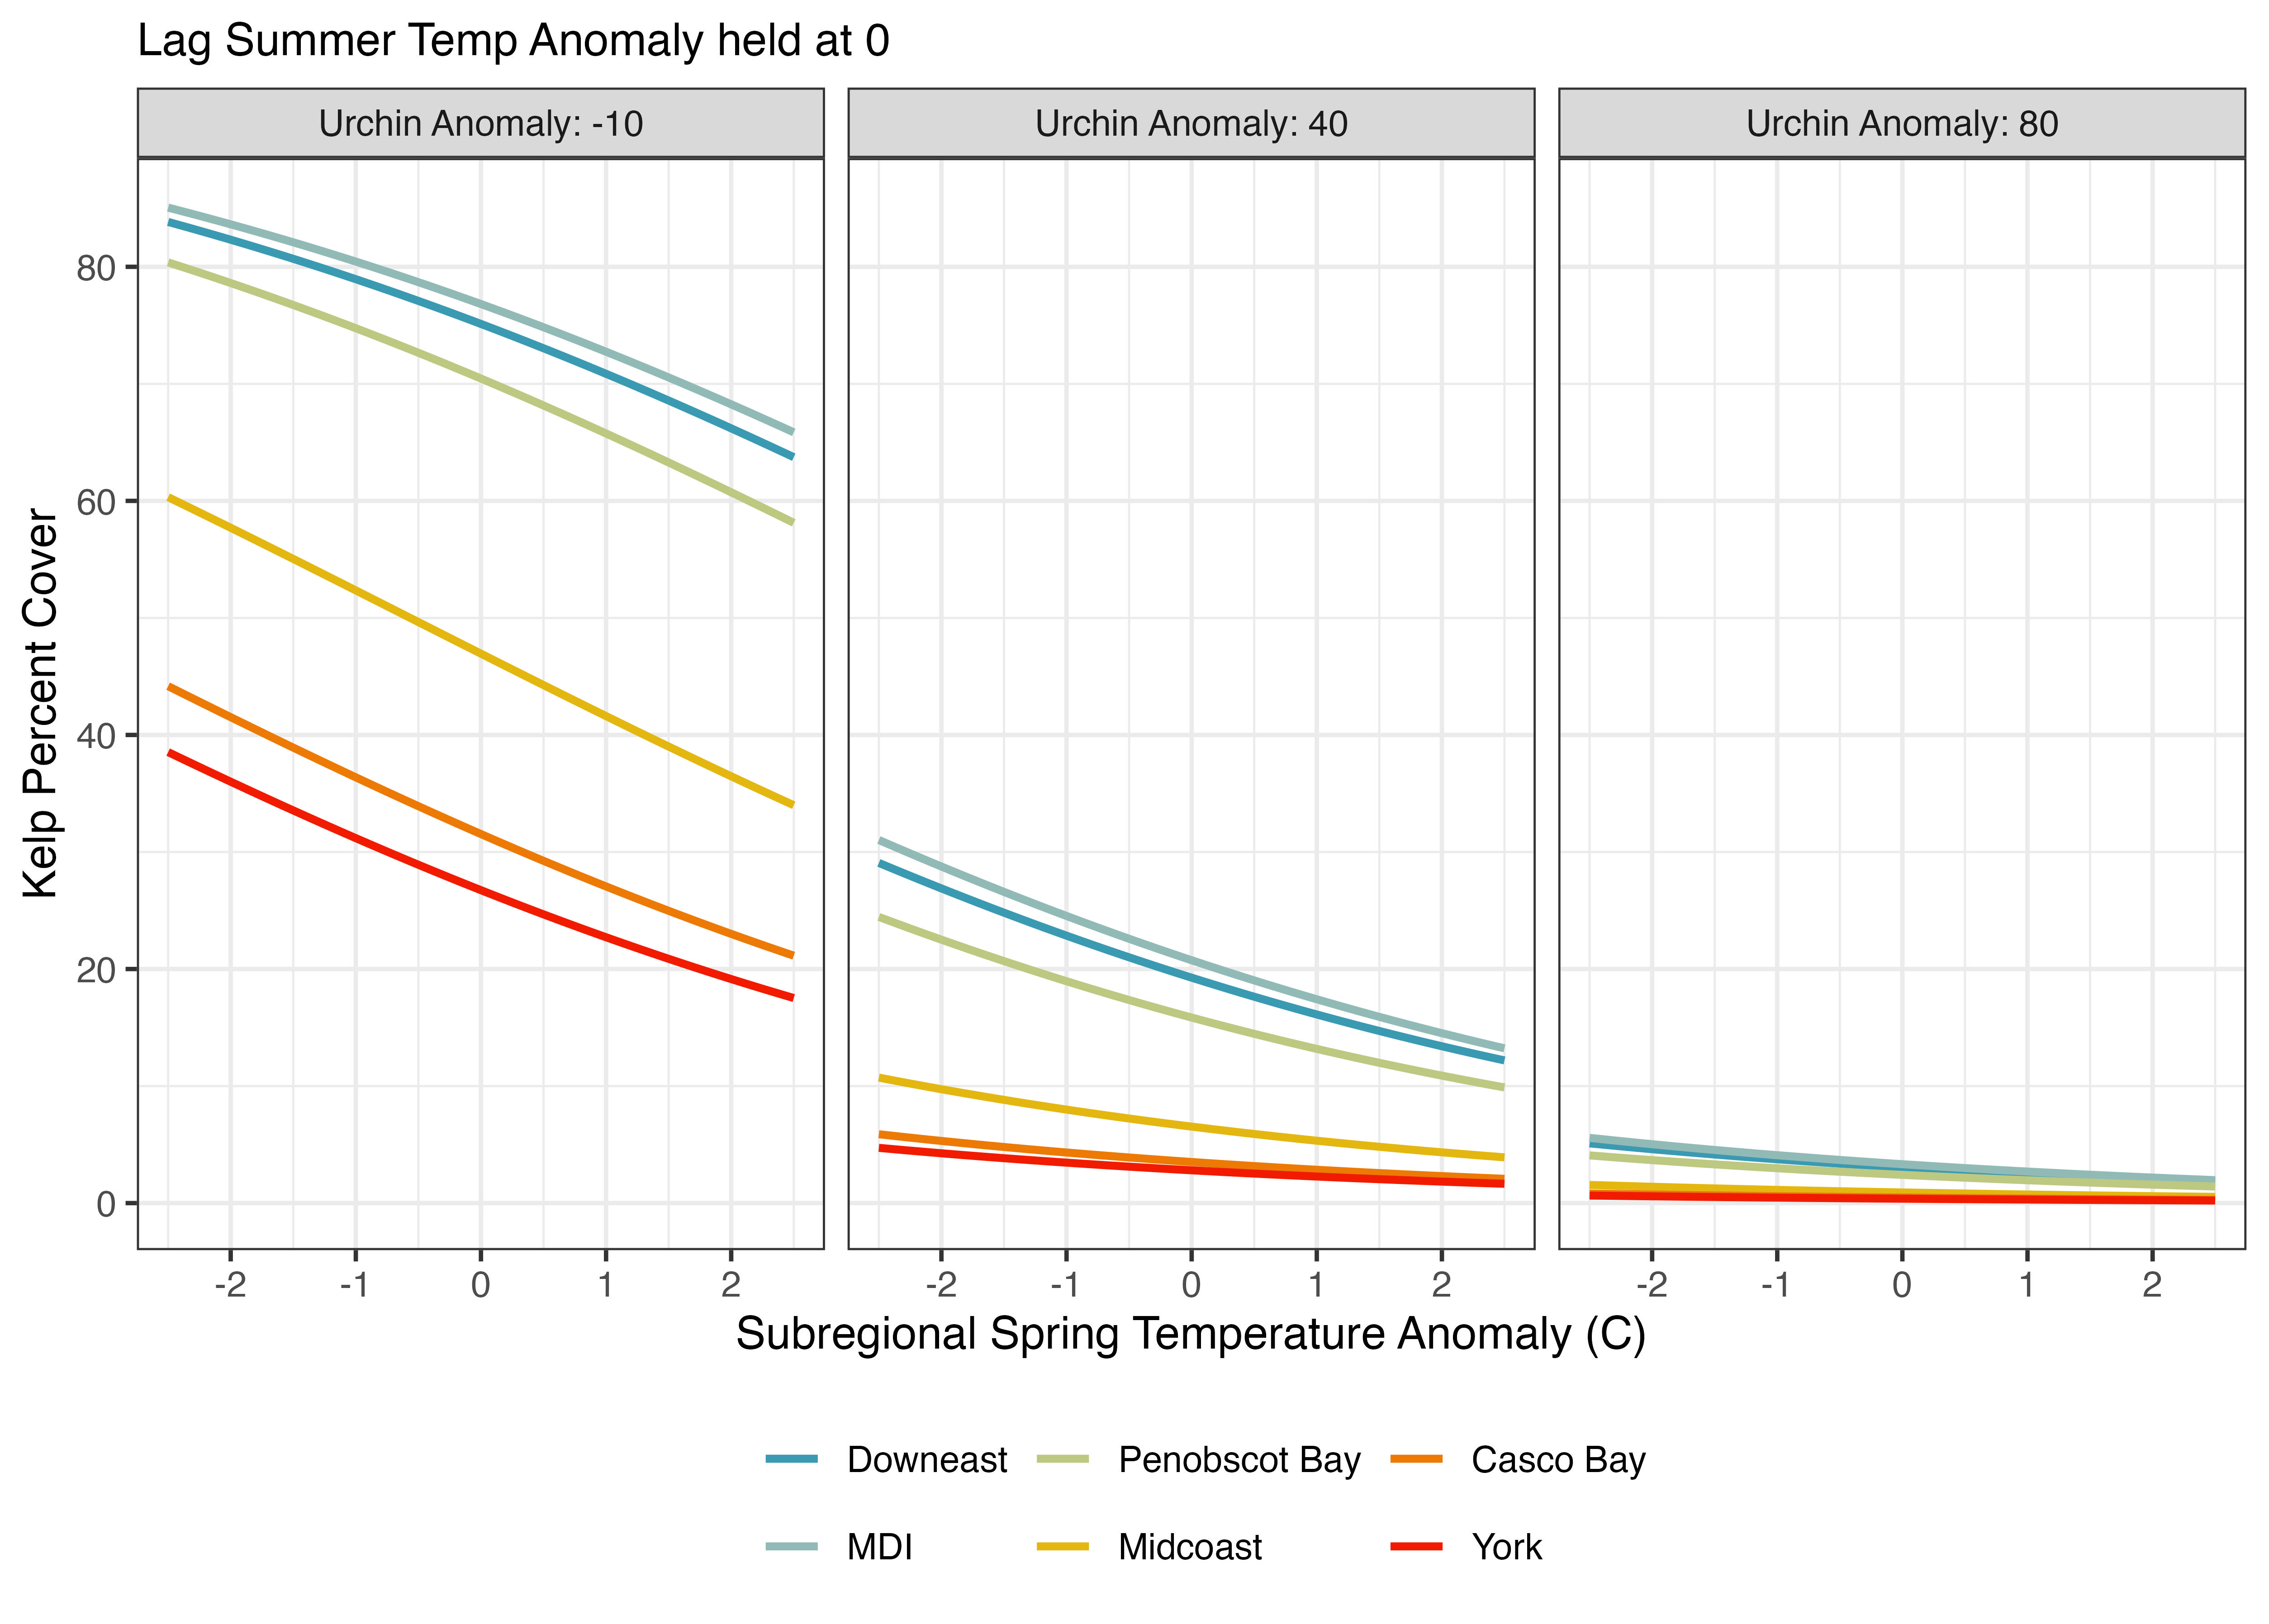 Lag Summer Temp Anomaly held at 0
Urchin Anomaly: -10
Urchin Anomaly: 40
Urchin Anomaly: 80
Kelp Percent Cover
80
60
40
20
0
-2 -1 0 1 2
-2 -1 0 1 2
-2 -1 0 1 2
Subregional Spring Temperature Anomaly (C)
Downeast Penobscot Bay Casco Bay
MDI Midcoast York